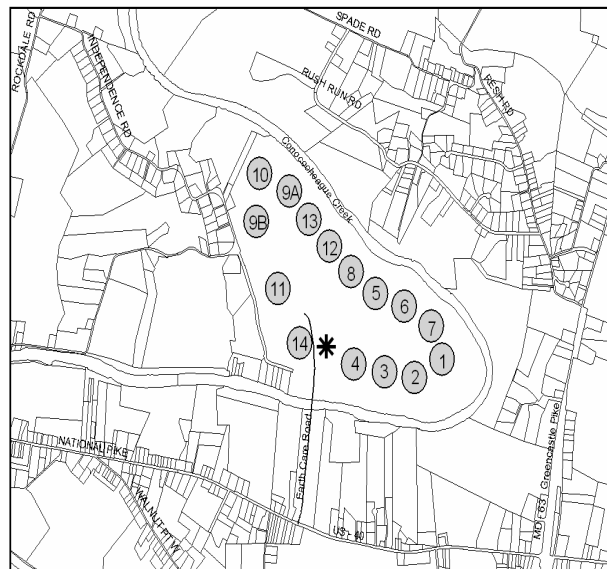 SPADE RD
ROCKDALE RD
INDEPENDENCE RD
RUSH RUN RD
RESH RD
Conococheague Creek
10
9A
9B
13
12
8
11
5
6
7
14
4
3
2
1
NATIONAL PIKE
Earth Care Road
WALNUT PT W
US - 40
MD - 63 Greencastle Pike